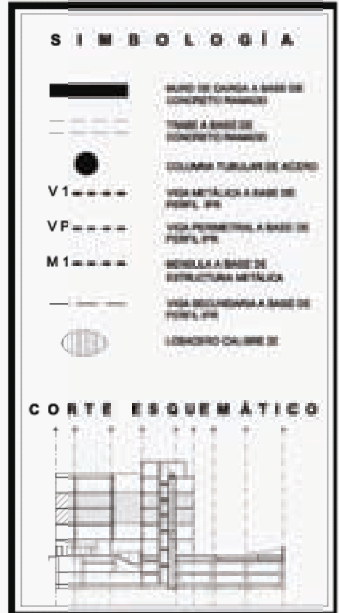 SIMBOLOGÍA
MURO DE CARGA A BASE DE
CONCRETO ARMADO
TRABE A BASE DE
CONCRETO ARMADO
COLUMNA TUBULAR DE ACERO
V1
VIGA METÁLICA A BASE DE
PERFIL IPR
VP
VIGA PERIMETRAL A BASE DE
PERFIL IPR
M1
MENSULA A BASE DE
ESTRUCTURA METÁLICA
VIGA SECUNDARIA A BASE DE
PERFIL IPR
LOSACERO CALIBRE
CORTE ESQUEMÁTICO